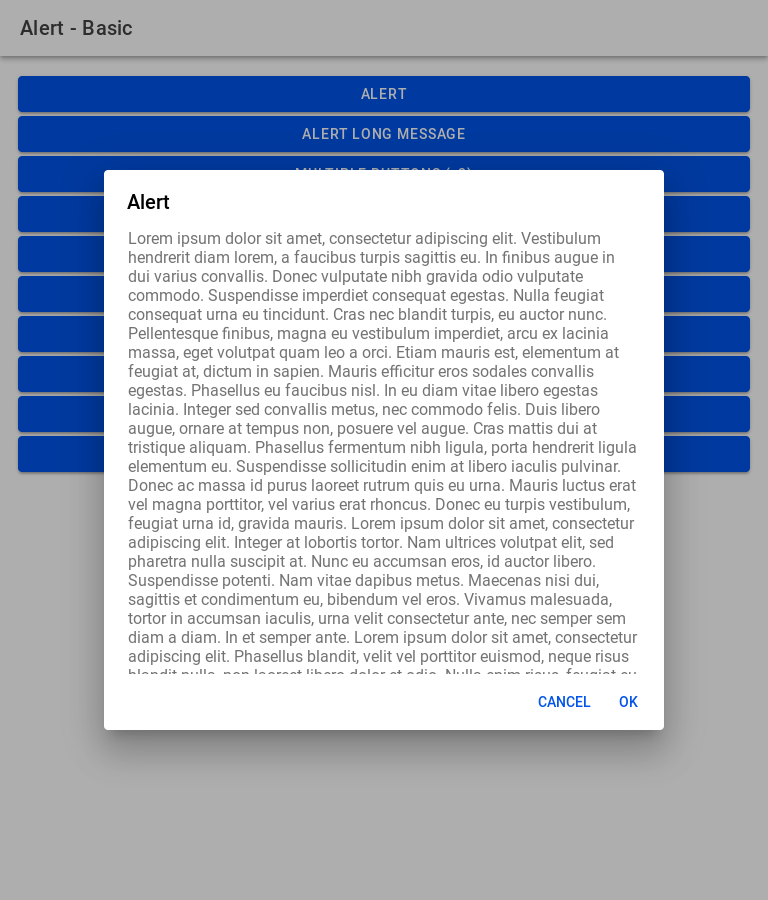 Alert - Basic
ALERT
ALERT LONG MESSAGE
Alert
Lorem ipsum dolor sit amet, consectetur adipiscing elit. Vestibulum
hendrerit diam lorem, a faucibus turpis sagittis eu. In finibus augue in
dui varius convallis. Donec vulputate nibh gravida odio vulputate
commodo. Suspendisse imperdiet consequat egestas. Nulla feugiat
consequat urna eu tincidunt. Cras nec blandit turpis, eu auctor nunc.
Pellentesque finibus, magna eu vestibulum imperdiet, arcu ex lacinia
massa, eget volutpat quam leo a orci. Etiam mauris est, elementum at
feugiat at, dictum in sapien. Mauris efficitur eros sodales convallis
egestas. Phasellus eu faucibus nisl. In eu diam vitae libero egestas
lacinia. Integer sed convallis metus, nec commodo felis. Duis libero
augue, ornare at tempus non, posuere vel augue. Cras mattis dui at
tristique aliquam. Phasellus fermentum nibh ligula, porta hendrerit ligula
elementum eu. Suspendisse sollicitudin enim at libero iaculis pulvinar.
Donec ac massa id purus laoreet rutrum quis eu urna. Mauris luctus erat
vel magna porttitor, vel varius erat rhoncus. Donec eu turpis vestibulum,
feugiat urna id, gravida mauris. Lorem ipsum dolor sit amet, consectetur
adipiscing elit. Integer at lobortis tortor. Nam ultrices volutpat elit, sed
pharetra nulla suscipit at. Nunc eu accumsan eros, id auctor libero.
Suspendisse potenti. Nam vitae dapibus metus. Maecenas nisi dui,
sagittis et condimentum eu, bibendum vel eros. Vivamus malesuada,
tortor in accumsan iaculis, urna velit consectetur ante, nec semper sem
diam a diam. In et semper ante. Lorem ipsum dolor sit amet, consectetur
adipiscing elit. Phasellus blandit, velit vel porttitor euismod, neque risus
CANCEL OK